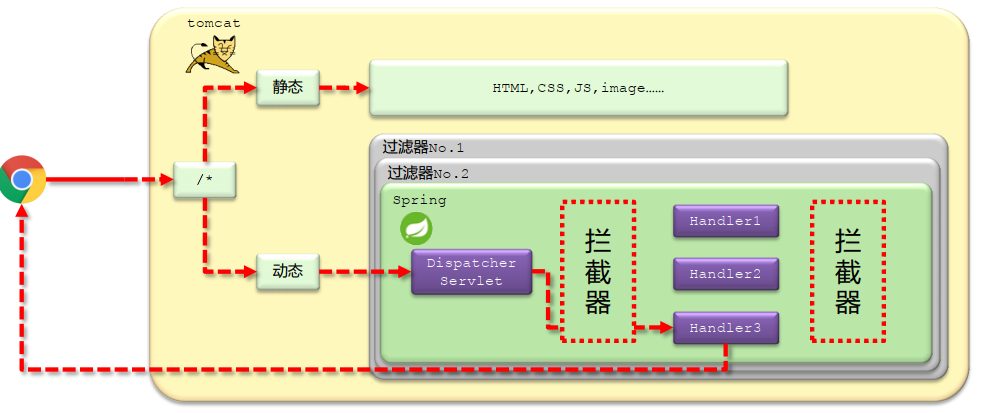 tomcat
静态
HTML,CSS,JS,image……
过滤器No.1
过滤器No.2
/*
Spring
Handler1
拦
截
器
拦
截
器
Dispatcher
Servlet
动态
Handler2
Handler3